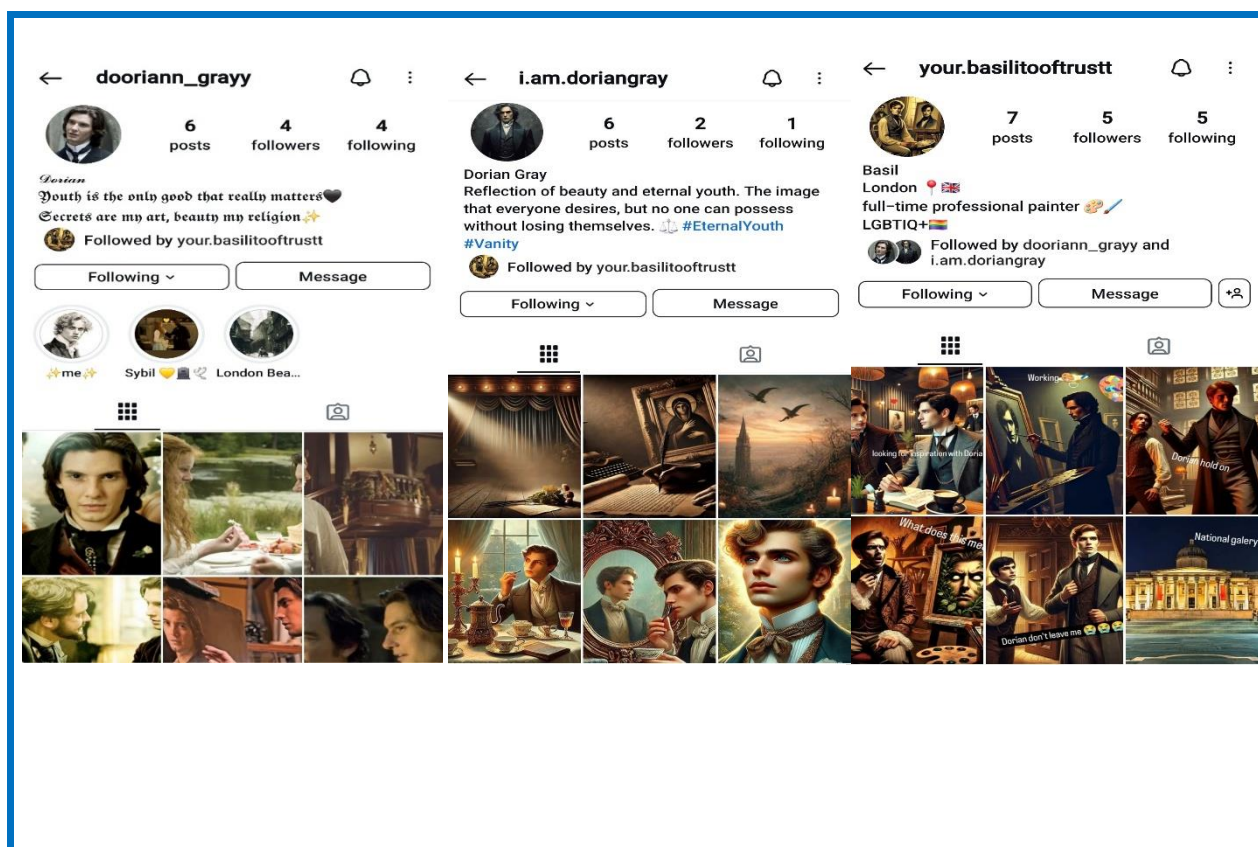 dooriann_grayy
6 4 4
posts followers following
Dorian
Youth is the only good that really matters🖤
Secrets are my art, beauty my religion✨
Followed by your.basilitooftrustt
Following Message
✨me✨ Sybil 💛🪦🕊 London Bea...
i.am.doriangray
6 2 1
posts followers following
Dorian Gray
Reflection of beauty and eternal youth. The image
that everyone desires, but no one can possess
without losing themselves. ⚖️ #EternalYouth
#Vanity
Followed by your.basilitooftrustt
Following Message
your.basilitooftrustt
7 5 5
posts followers following
Basil
London 📍🇬🇧
full-time professional painter 🎨🖌️
LGBTIQ+🏳️‍🌈
Followed by dooriann_grayy and
i.am.doriangray
Following Message
looking for inspiration with Doria
Working
Dorian hold on
What does this me
Dorian don't leave me 😭😭😭
National galery